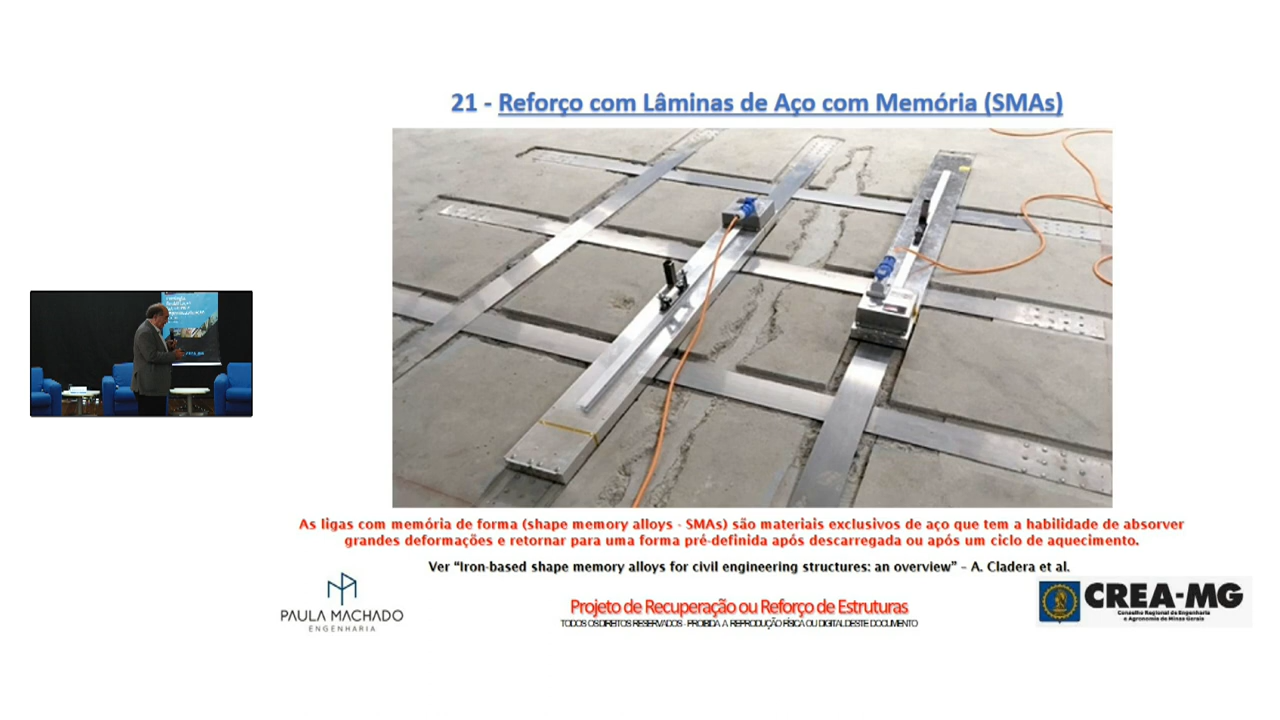 21 - Reforço com Lâminas de Aço com Memória (SMAs)
As ligas com memória de forma (shape memory alloys - SMAs) são materiais exclusivos de aço que tem a habilidade de absorver
grandes deformações e retornar para uma forma pré-definida após descarregada ou após um ciclo de aquecimento.
Ver “Iron-based shape memory alloys for civil engineering structures: an overview” – A. Cladera et al.
PAULA MACHADO
ENGENHARIA
Projeto de Recuperação ou Reforço de Estruturas
TODOS OS DIREITOS RESERVADOS - PROIBIDA A REPRODUÇÃO FÍSICA OU DIGITAL DESTE DOCUMENTO
CREA-MG
Conselho Regional de Engenharia
e Agronomia de Minas Gerais